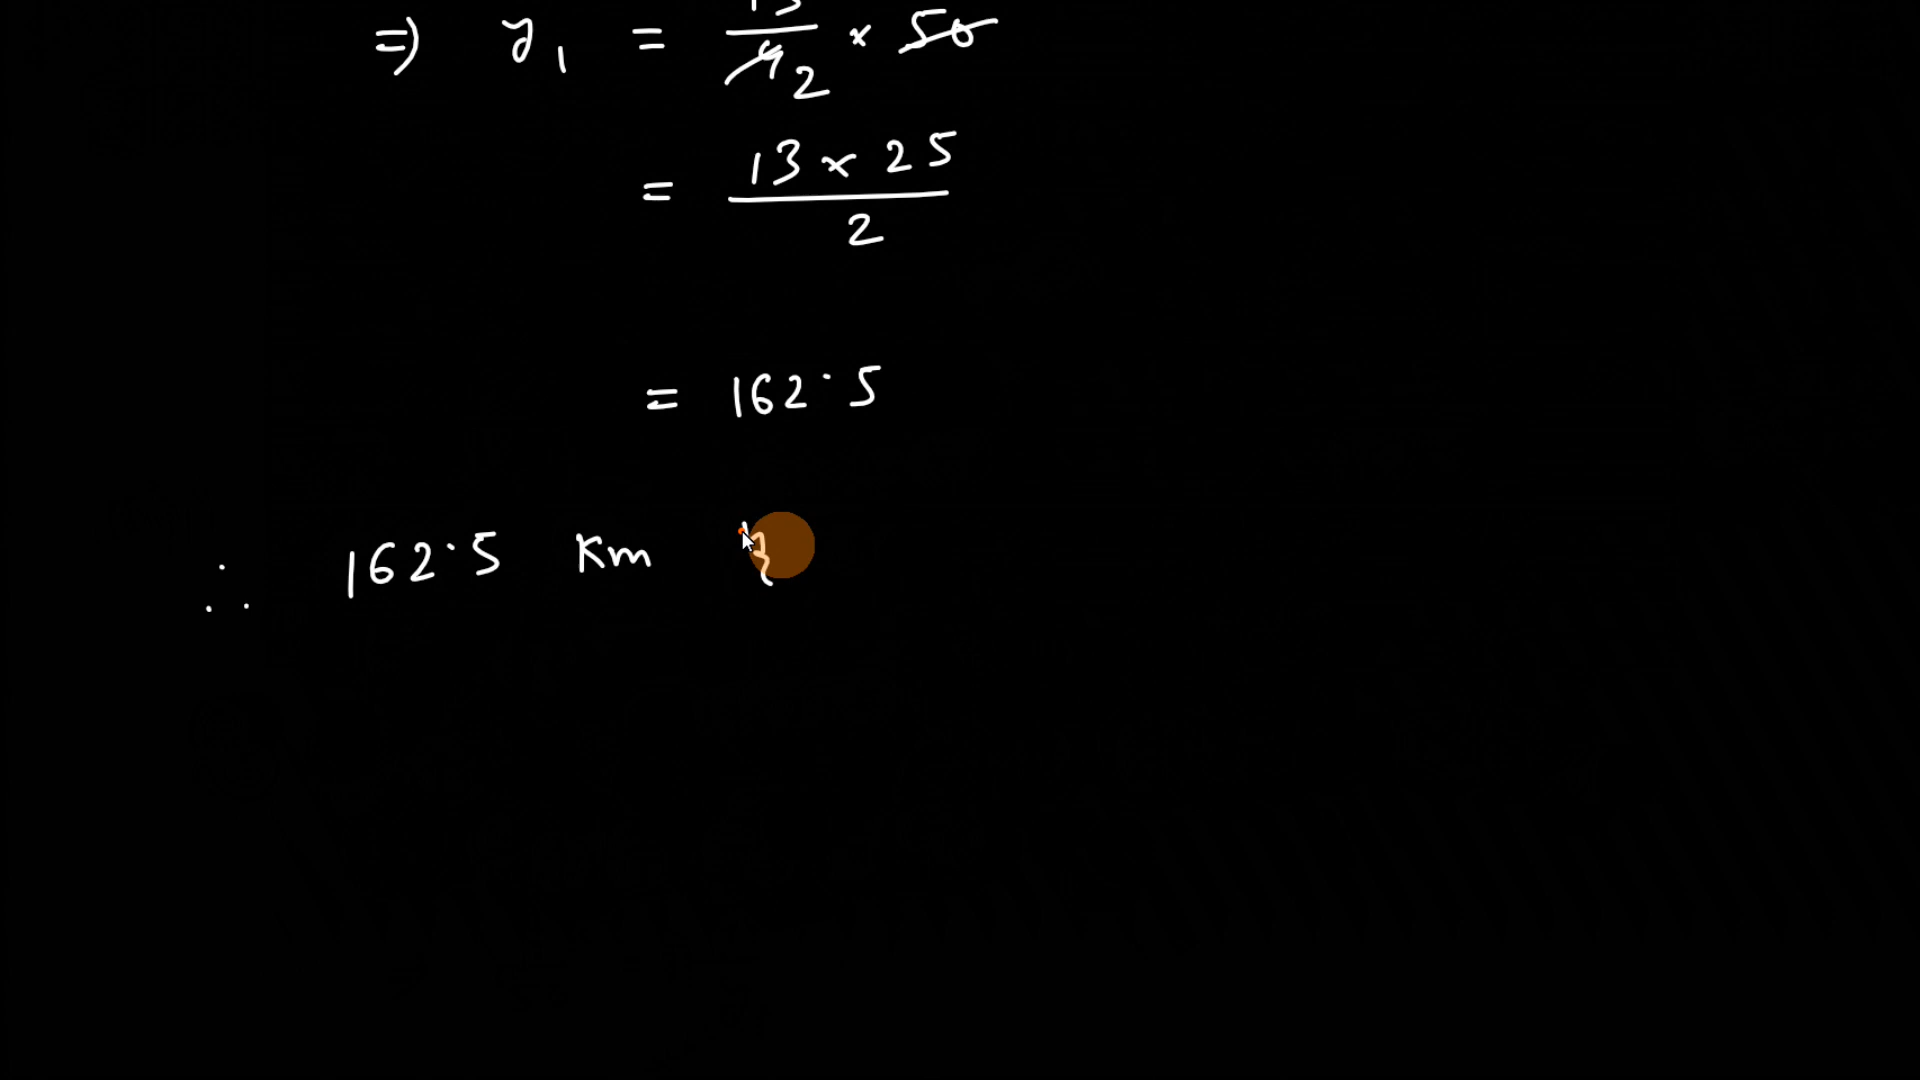 => y₁ = 13/4 2 × 50
= 13 × 25 / 2
= 162.5
∴ 162.5 Km